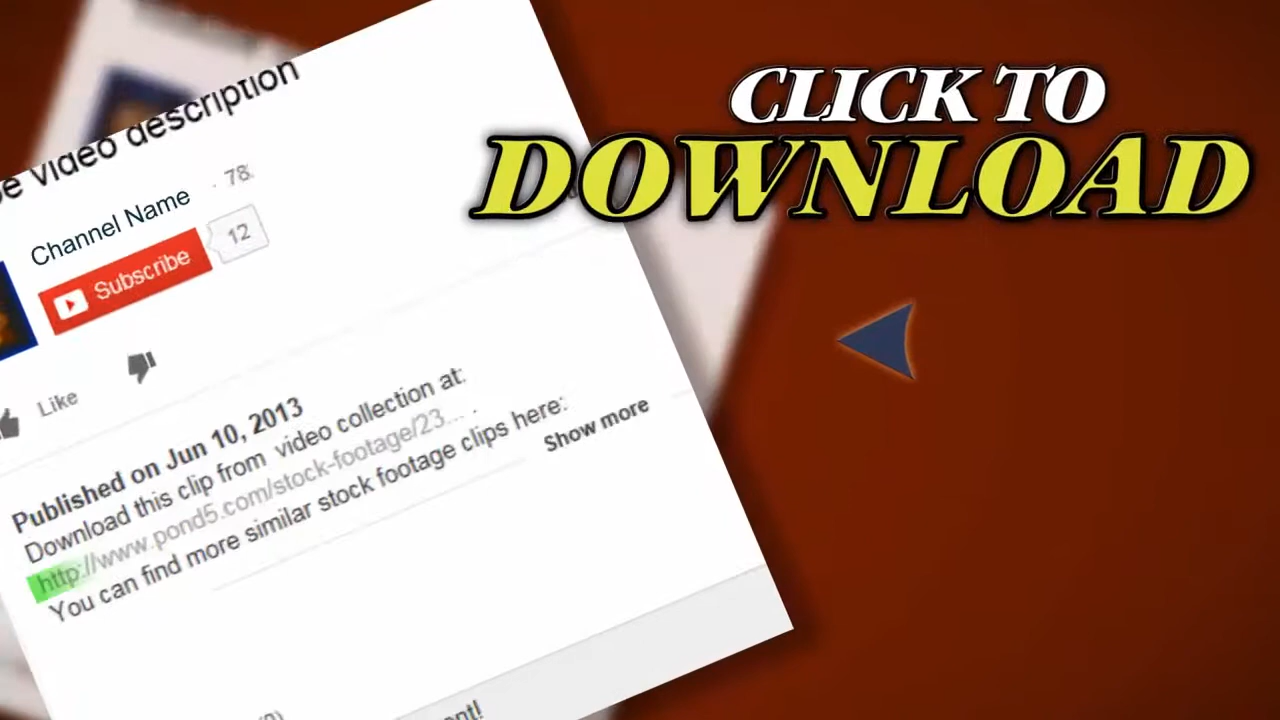 CLICK TO
DOWNLOAD
video description
Channel Name
78
Subscribe
12
Like
Published on Jun 10, 2013
Download this clip from video collection at:
http://www.pond5.com/stock-footage/23...
You can find more similar stock footage clips here:
Show more